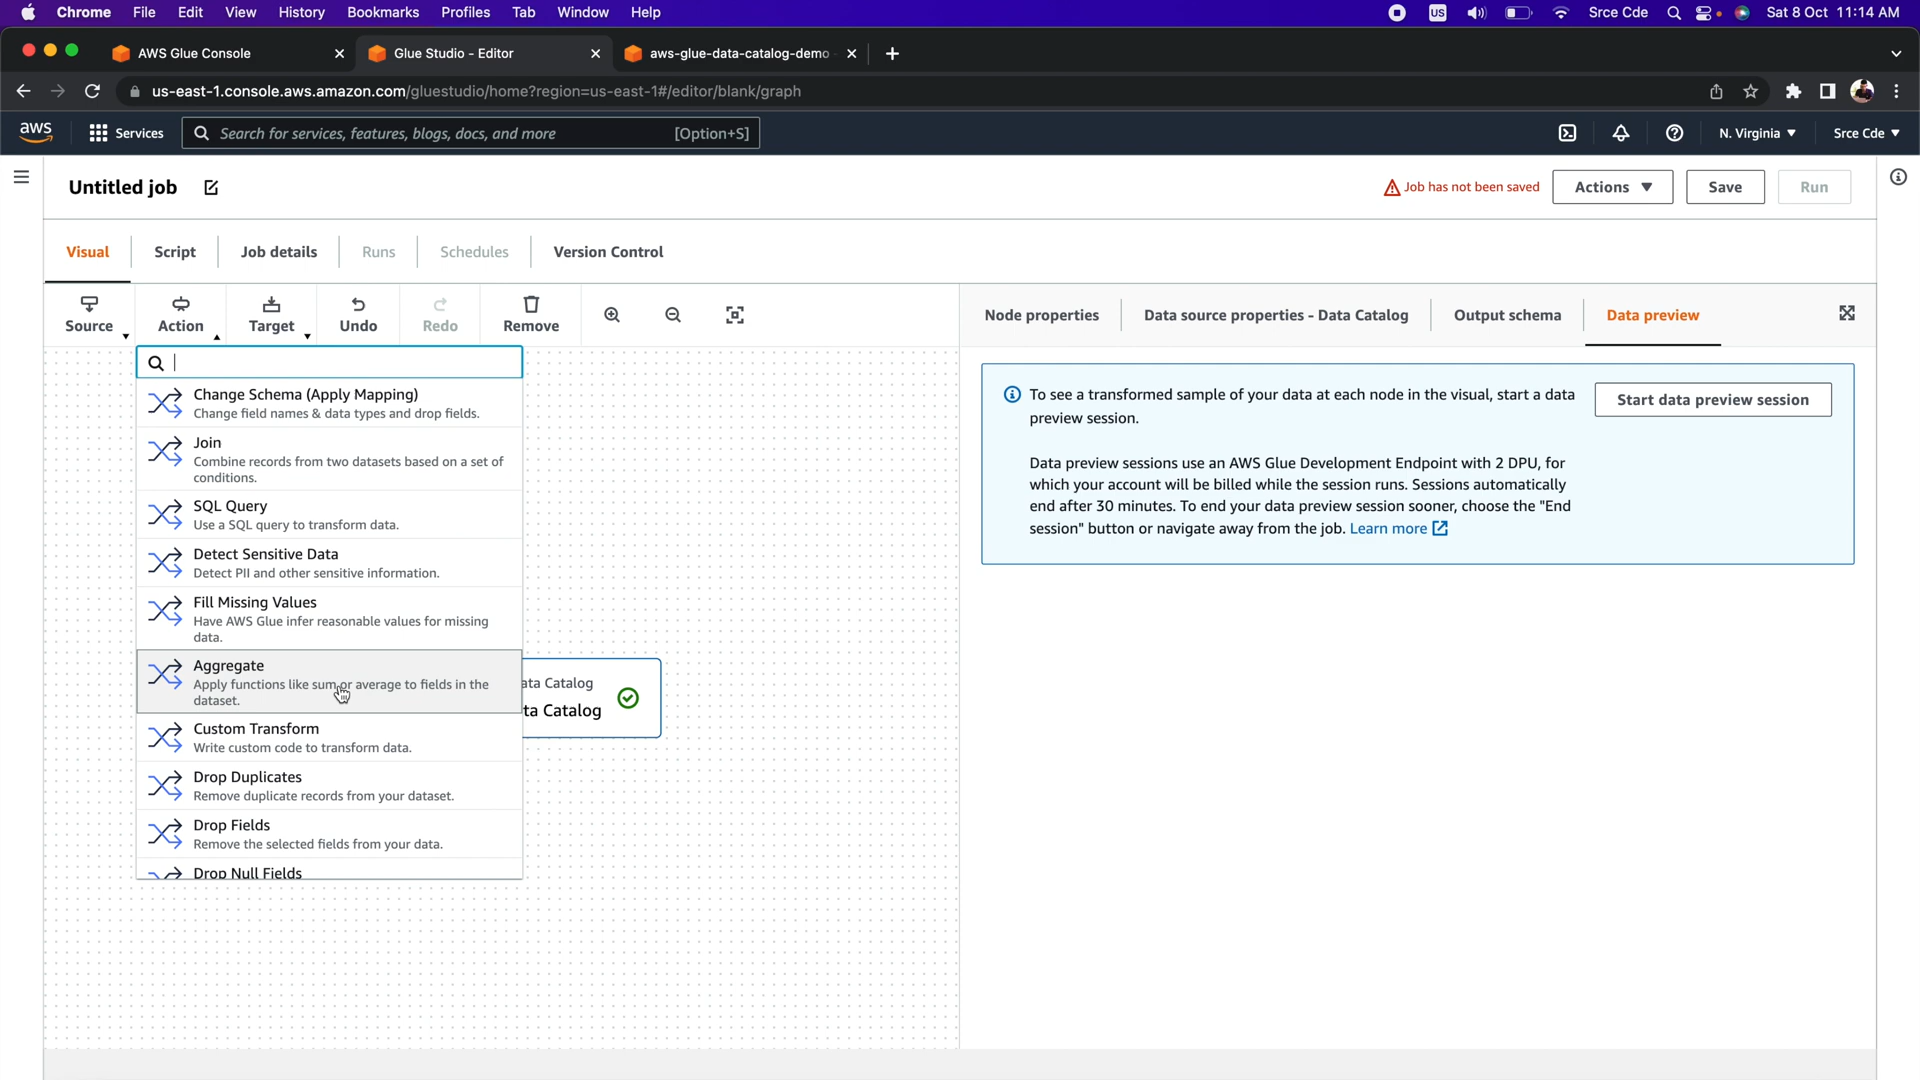 Chrome File Edit View History Bookmarks Profiles Tab Window Help US Srce Cde Sat 8 Oct 11:14 AM
AWS Glue Console Glue Studio - Editor aws-glue-data-catalog-demo
us-east-1.console.aws.amazon.com/gluestudio/home?region=us-east-1#/editor/blank/graph
aws Services Search for services, features, blogs, docs, and more [Option+S] N. Virginia Srce Cde
Untitled job Job has not been saved Actions Save Run
Visual Script Job details Runs Schedules Version Control
Source Action Target Undo Redo Remove
Node properties Data source properties - Data Catalog Output schema Data preview
Change Schema (Apply Mapping)
Change field names & data types and drop fields.
Join
Combine records from two datasets based on a set of
conditions.
SQL Query
Use a SQL query to transform data.
Detect Sensitive Data
Detect PII and other sensitive information.
Fill Missing Values
Have AWS Glue infer reasonable values for missing
data.
Aggregate
Apply functions like sum or average to fields in the
dataset.
Custom Transform
Write custom code to transform data.
Drop Duplicates
Remove duplicate records from your dataset.
Drop Fields
Remove the selected fields from your data.
Drop Null Fields
ata Catalog
ta Catalog
To see a transformed sample of your data at each node in the visual, start a data
preview session.
Start data preview session
Data preview sessions use an AWS Glue Development Endpoint with 2 DPU, for
which your account will be billed while the session runs. Sessions automatically
end after 30 minutes. To end your data preview session sooner, choose the "End
session" button or navigate away from the job. Learn more